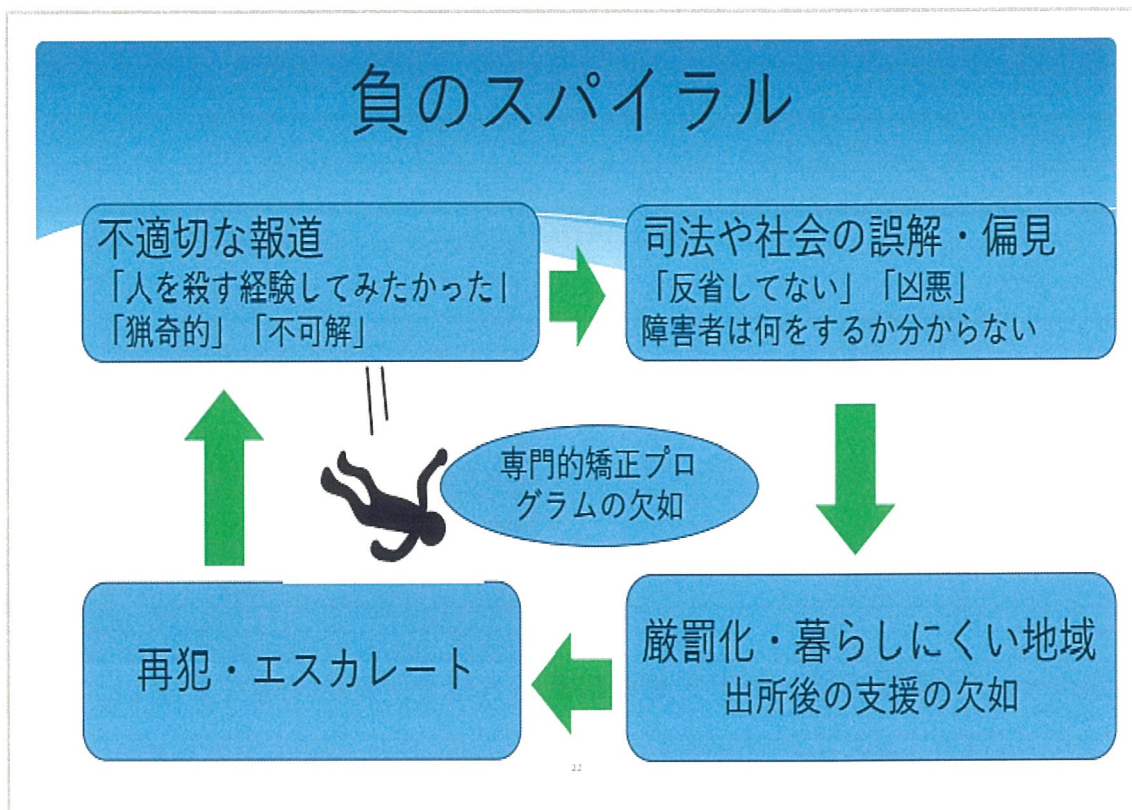 負のスパイラル
不適切な報道
「人を殺す経験してみたかった」
「猟奇的」「不可解」
司法や社会の誤解・偏見
「反省してない」「凶悪」
障害者は何をするか分からない
専門的矯正プロ
グラムの欠如
再犯・エスカレート
厳罰化・暮らしにくい地域
出所後の支援の欠如